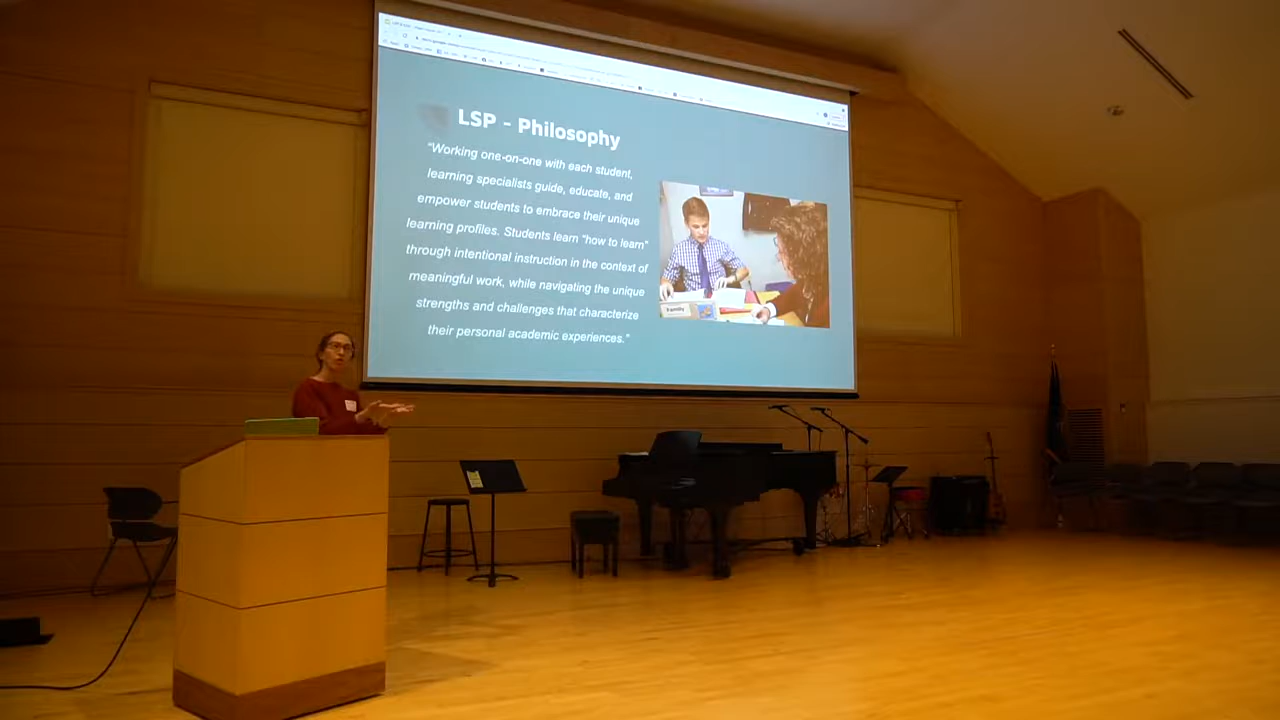 LSP - Philosophy
"Working one-on-one with each student,
learning specialists guide, educate, and
empower students to embrace their unique
learning profiles. Students learn "how to learn"
through intentional instruction in the context of
meaningful work, while navigating the unique
strengths and challenges that characterize
their personal academic experiences."
Family